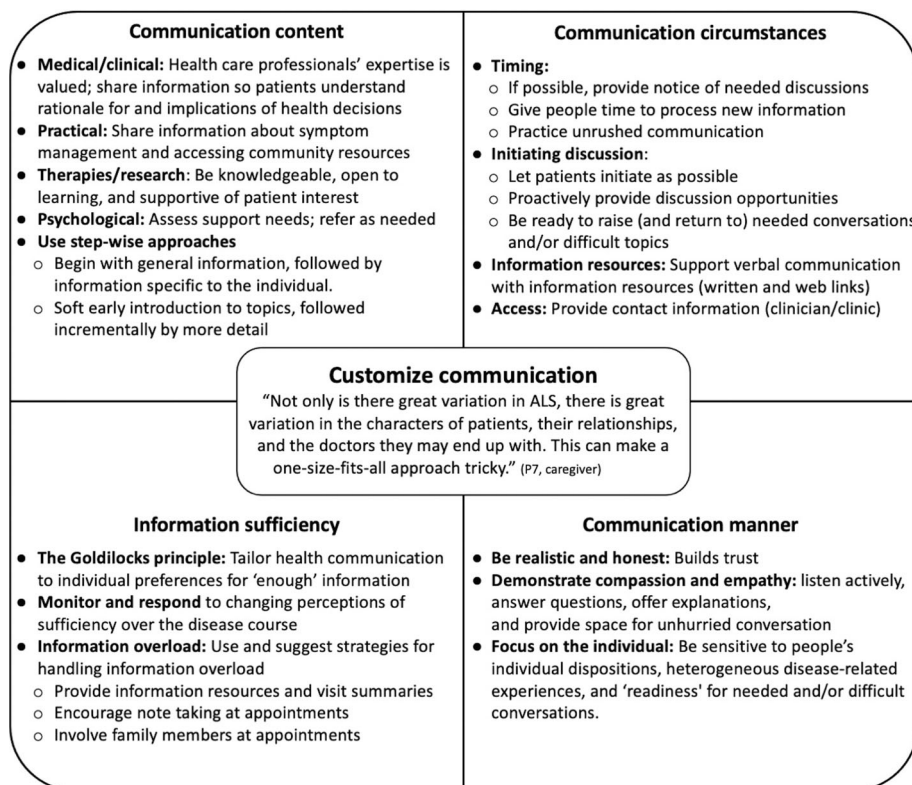 Communication content
● Medical/clinical: Health care professionals’ expertise is
valued; share information so patients understand
rationale for and implications of health decisions
● Practical: Share information about symptom
management and accessing community resources
● Therapies/research: Be knowledgeable, open to
learning, and supportive of patient interest
● Psychological: Assess support needs; refer as needed
● Use step-wise approaches
○ Begin with general information, followed by
information specific to the individual.
○ Soft early introduction to topics, followed
incrementally by more detail
Communication circumstances
● Timing:
○ If possible, provide notice of needed discussions
○ Give people time to process new information
○ Practice unrushed communication
● Initiating discussion:
○ Let patients initiate as possible
○ Proactively provide discussion opportunities
○ Be ready to raise (and return to) needed conversations
and/or difficult topics
● Information resources: Support verbal communication
with information resources (written and web links)
● Access: Provide contact information (clinician/clinic)
Customize communication
“Not only is there great variation in ALS, there is great
variation in the characters of patients, their relationships,
and the doctors they may end up with. This can make a
one-size-fits-all approach tricky.” (P7, caregiver)
Information sufficiency
● The Goldilocks principle: Tailor health communication
to individual preferences for ‘enough’ information
● Monitor and respond to changing perceptions of
sufficiency over the disease course
● Information overload: Use and suggest strategies for
handling information overload
○ Provide information resources and visit summaries
○ Encourage note taking at appointments
○ Involve family members at appointments
Communication manner
● Be realistic and honest: Builds trust
● Demonstrate compassion and empathy: listen actively,
answer questions, offer explanations,
and provide space for unhurried conversation
● Focus on the individual: Be sensitive to people’s
individual dispositions, heterogeneous disease-related
experiences, and ‘readiness' for needed and/or difficult
conversations.